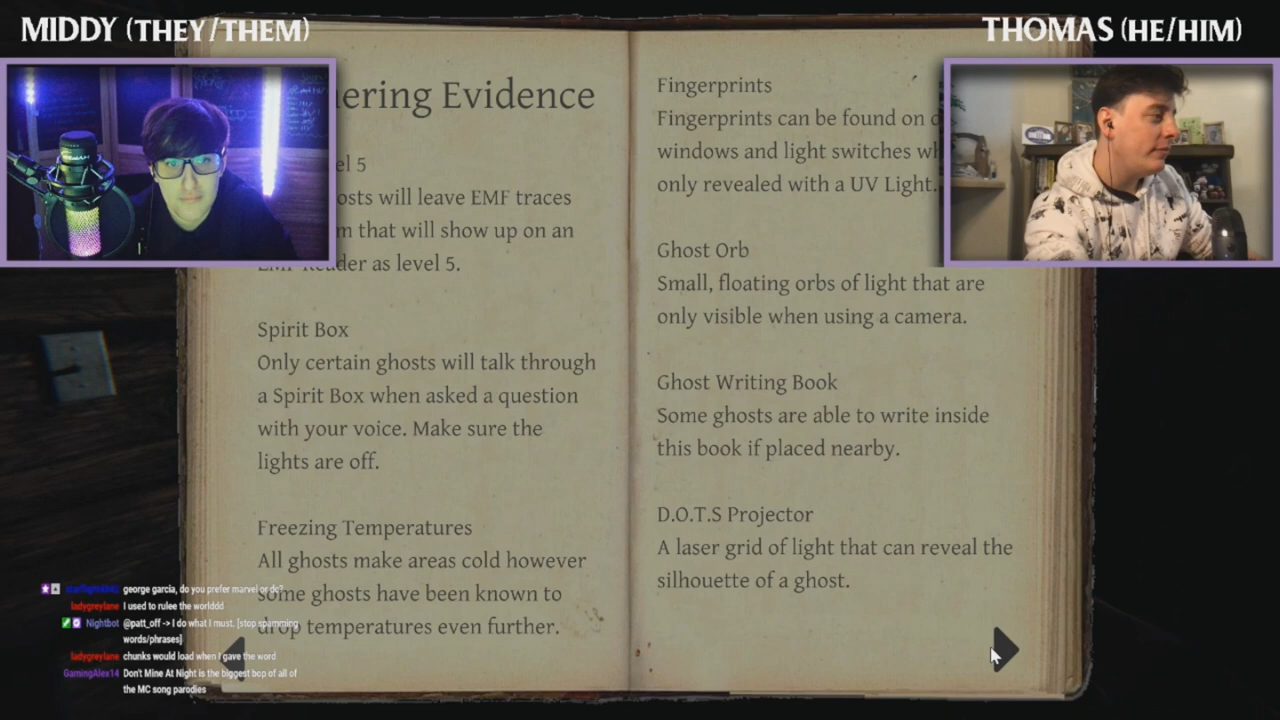 MIDDY (THEY/THEM)
THOMAS (HE/HIM)
ering Evidence
el 5
osts will leave EMF traces
m that will show up on an
EMF Reader as level 5.
Spirit Box
Only certain ghosts will talk through
a Spirit Box when asked a question
with your voice. Make sure the
lights are off.
Freezing Temperatures
All ghosts make areas cold however
some ghosts have been known to
drop temperatures even further.
Fingerprints
Fingerprints can be found on
windows and light switches
only revealed with a UV Light.
Ghost Orb
Small, floating orbs of light that are
only visible when using a camera.
Ghost Writing Book
Some ghosts are able to write inside
this book if placed nearby.
D.O.T.S Projector
A laser grid of light that can reveal the
silhouette of a ghost.
george garcia, do you prefer marvel or dc?
ladygreylane I used to rulee the worlddd
Nightbot @patt_off -> I do what I must. [stop spamming
words/phrases]
ladygreylane chunks would load when I gave the word
GamingAlex14 Don't Mine At Night is the biggest bop of all of
the MC song parodies